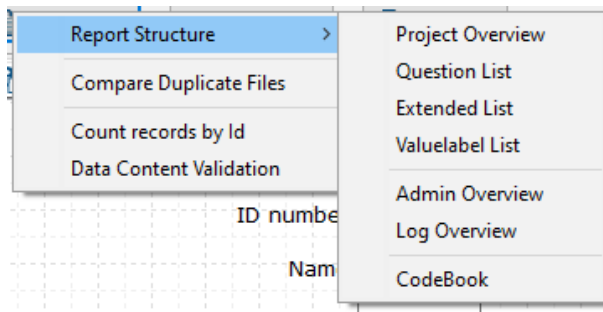 Report Structure
Compare Duplicate Files
Count records by Id
Data Content Validation
Project Overview
Question List
Extended List
Valuelabel List
Admin Overview
Log Overview
CodeBook
ID numbe
Nam